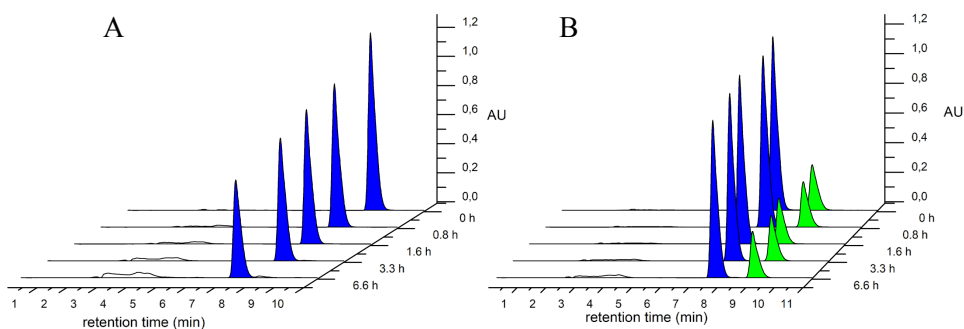 A
1,2
1,0
0,8
0,6
0,4
0,2
0,0
AU
0 h
0.8 h
1.6 h
3.3 h
6.6 h
1 2 3 4 5 6 7 8 9 10
retention time (min)
B
1,2
1,0
0,8
0,6
0,4
0,2
0,0
AU
0 h
0.8 h
1.6 h
3.3 h
6.6 h
1 2 3 4 5 6 7 8 9 10 11
retention time (min)